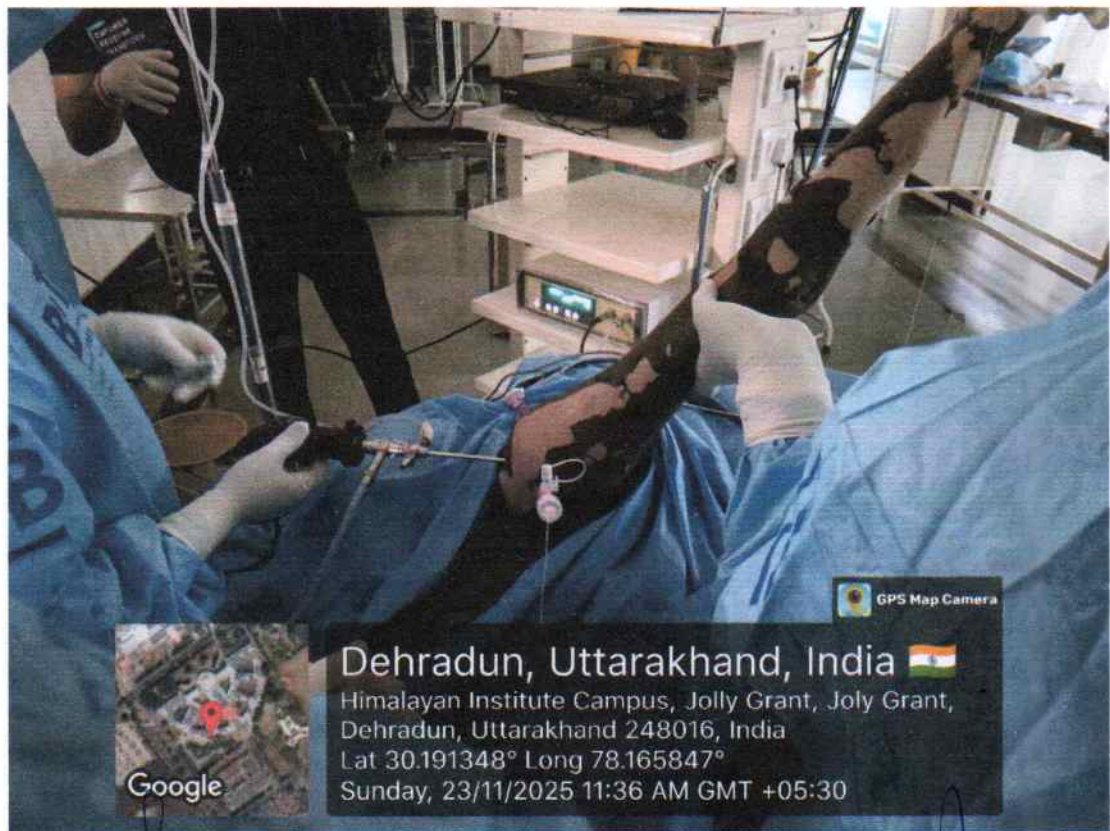 GPS Map Camera
Dehradun, Uttarakhand, India
Himalayan Institute Campus, Jolly Grant, Joly Grant,
Dehradun, Uttarakhand 248016, India
Lat 30.191348° Long 78.165847°
Sunday, 23/11/2025 11:36 AM GMT +05:30
Google